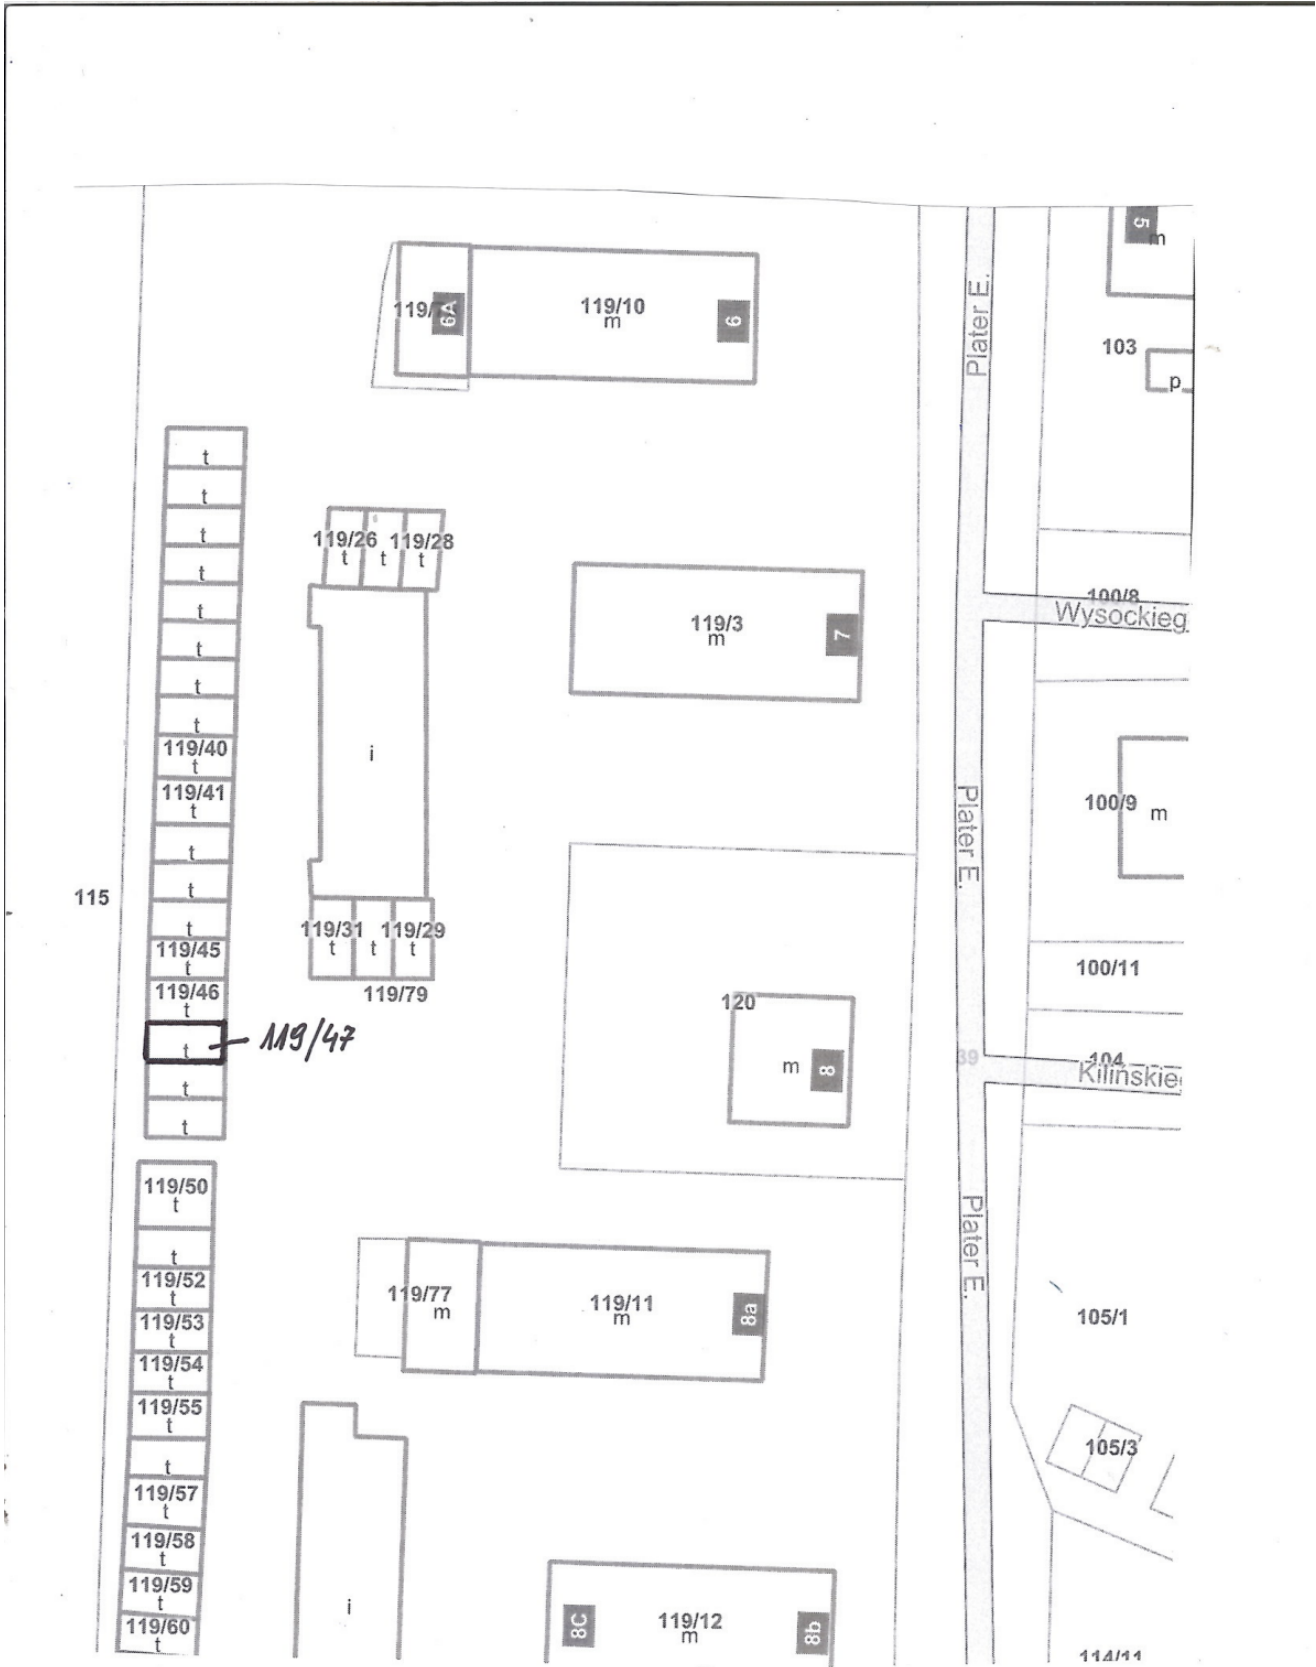 5
m
119/7
6A
119/10
m
6
Plater E.
103
p
t
t
t
t
t
t
t
t
119/40
t
119/41
t
t
t
t
119/45
t
119/46
t
t
119/47
t
t
119/26
t
t
119/28
t
i
119/31
t
t
119/29
t
119/79
115
119/3
m
7
100/8
Wysockieg
Plater E.
100/9
m
100/11
120
m
8
39
104
Kilińskie
119/50
t
t
119/52
t
119/53
t
119/54
t
119/55
t
t
119/57
t
119/58
t
119/59
t
119/60
t
119/77
m
119/11
m
8a
Plater E.
105/1
105/3
i
8C
119/12
m
8b
114/11